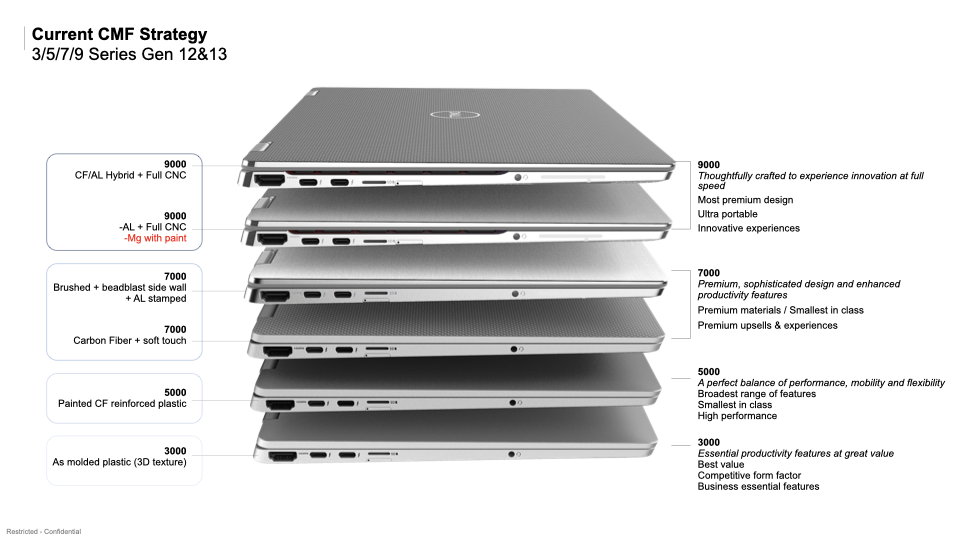 Current CMF Strategy
3/5/7/9 Series Gen 12&13
9000
CF/AL Hybrid + Full CNC
9000
-AL + Full CNC
-Mg with paint
7000
Brushed + beadblast side wall
+ AL stamped
7000
Carbon Fiber + soft touch
5000
Painted CF reinforced plastic
3000
As molded plastic (3D texture)
DELL
9000
Thoughtfully crafted to experience innovation at full
speed
Most premium design
Ultra portable
Innovative experiences
7000
Premium, sophisticated design and enhanced
productivity features
Premium materials / Smallest in class
Premium upsells & experiences
5000
A perfect balance of performance, mobility and flexibility
Broadest range of features
Smallest in class
High performance
3000
Essential productivity features at great value
Best value
Competitive form factor
Business essential features
Restricted - Confidential